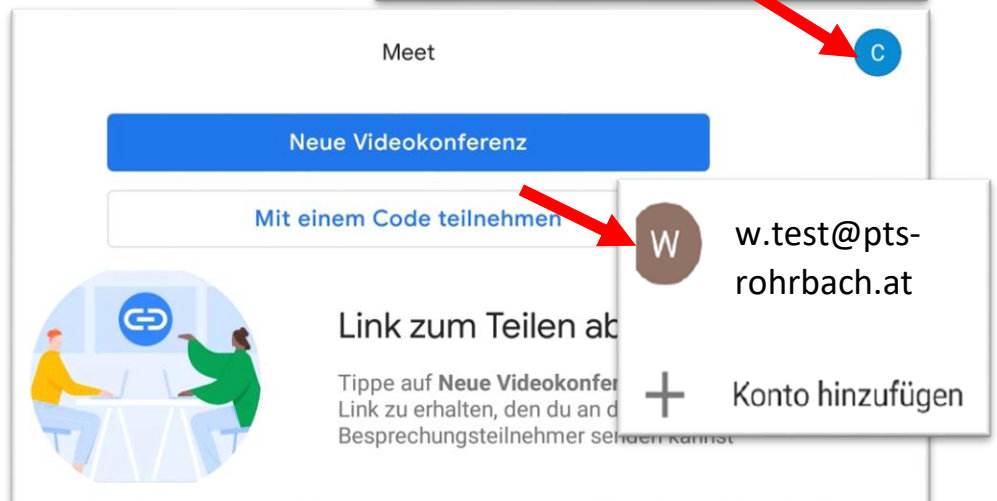 Meet
C
Neue Videokonferenz
Mit einem Code teilnehmen
W
w.test@pts-
rohrbach.at
Konto hinzufügen
Link zum Teilen ab
Tippe auf Neue Videokonfer
Link zu erhalten, den du an d
Besprechungsteilnehmer senden kannst